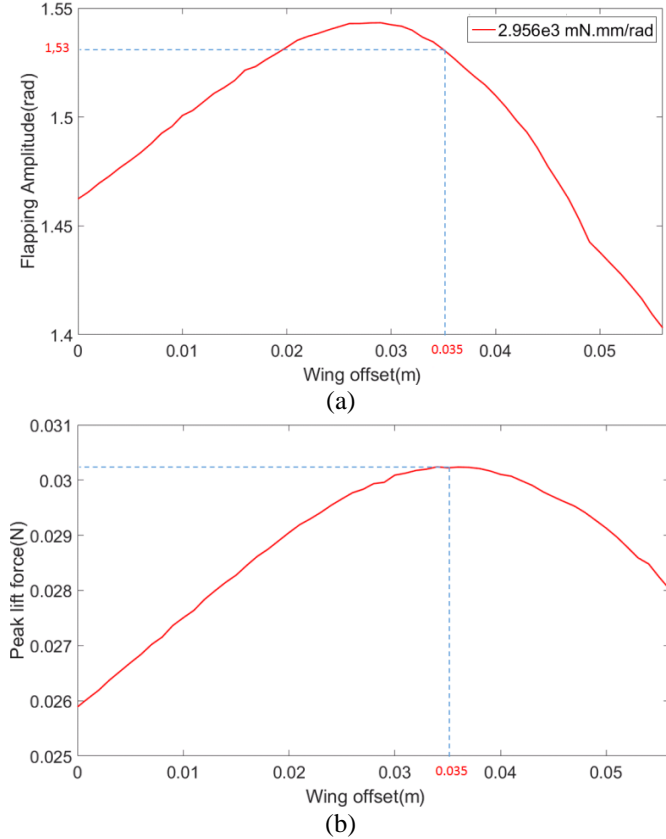 1.55
1,53
1.5
1.45
1.4
Flapping Amplitude(rad)
2.956e3 mN.mm/rad
0 0.01 0.02 0.03 0.035 0.04 0.05
Wing offset(m)
(a)
0.031
0.03
0.029
0.028
0.027
0.026
0.025
Peak lift force(N)
0 0.01 0.02 0.03 0.035 0.04 0.05
Wing offset(m)
(b)